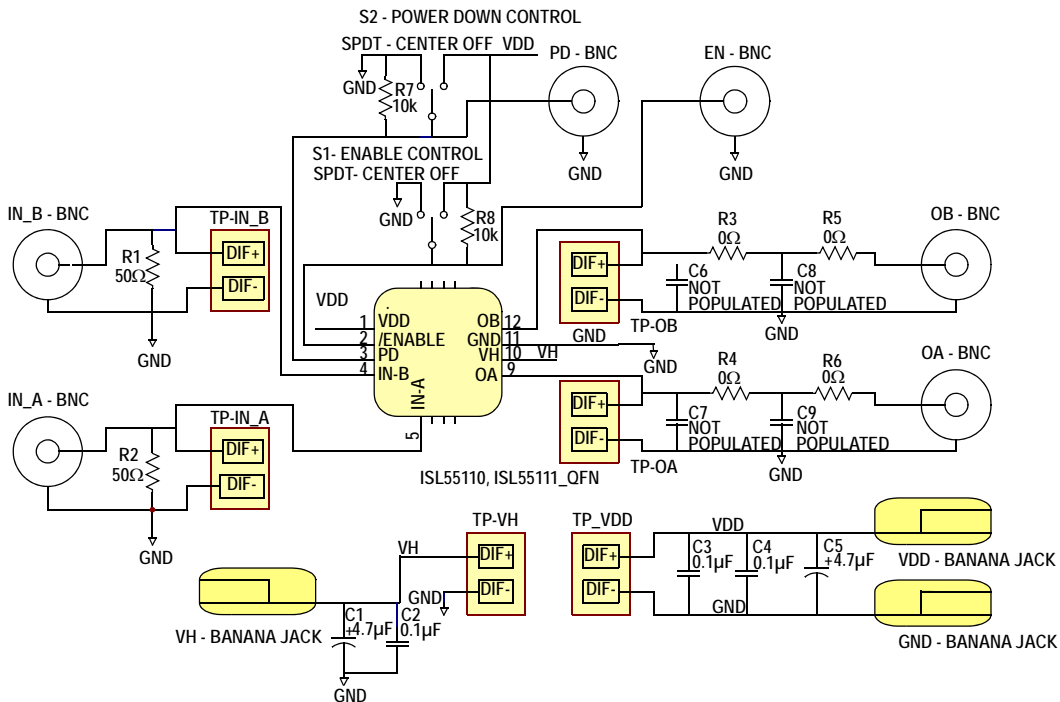 S2 - POWER DOWN CONTROL
SPDT - CENTER OFF
VDD
PD - BNC
EN - BNC
GND
R7
10k
GND
GND
S1- ENABLE CONTROL
SPDT- CENTER OFF
GND
R8
10k
IN_B - BNC
TP-IN_B
R1
50Ω
DIF+
DIF-
GND
R3
0Ω
R5
0Ω
OB - BNC
DIF+
DIF-
C6
NOT
POPULATED
C8
NOT
POPULATED
TP-OB
GND
GND
VDD
1
VDD
2
/ENABLE
3
PD
4
IN-B
IN-A
5
OB
12
GND
11
VH
10
VH
OA
9
GND
R4
0Ω
R6
0Ω
OA - BNC
DIF+
DIF-
C7
NOT
POPULATED
C9
NOT
POPULATED
TP-OA
GND
IN_A - BNC
TP-IN_A
R2
50Ω
DIF+
DIF-
GND
ISL55110, ISL55111_QFN
TP-VH
VH
DIF+
DIF-
GND
VH - BANANA JACK
C1
+4.7µF
C2
0.1µF
GND
TP_VDD
DIF+
DIF-
VDD
C3
0.1µF
C4
0.1µF
C5
+4.7µF
GND
VDD - BANANA JACK
GND - BANANA JACK